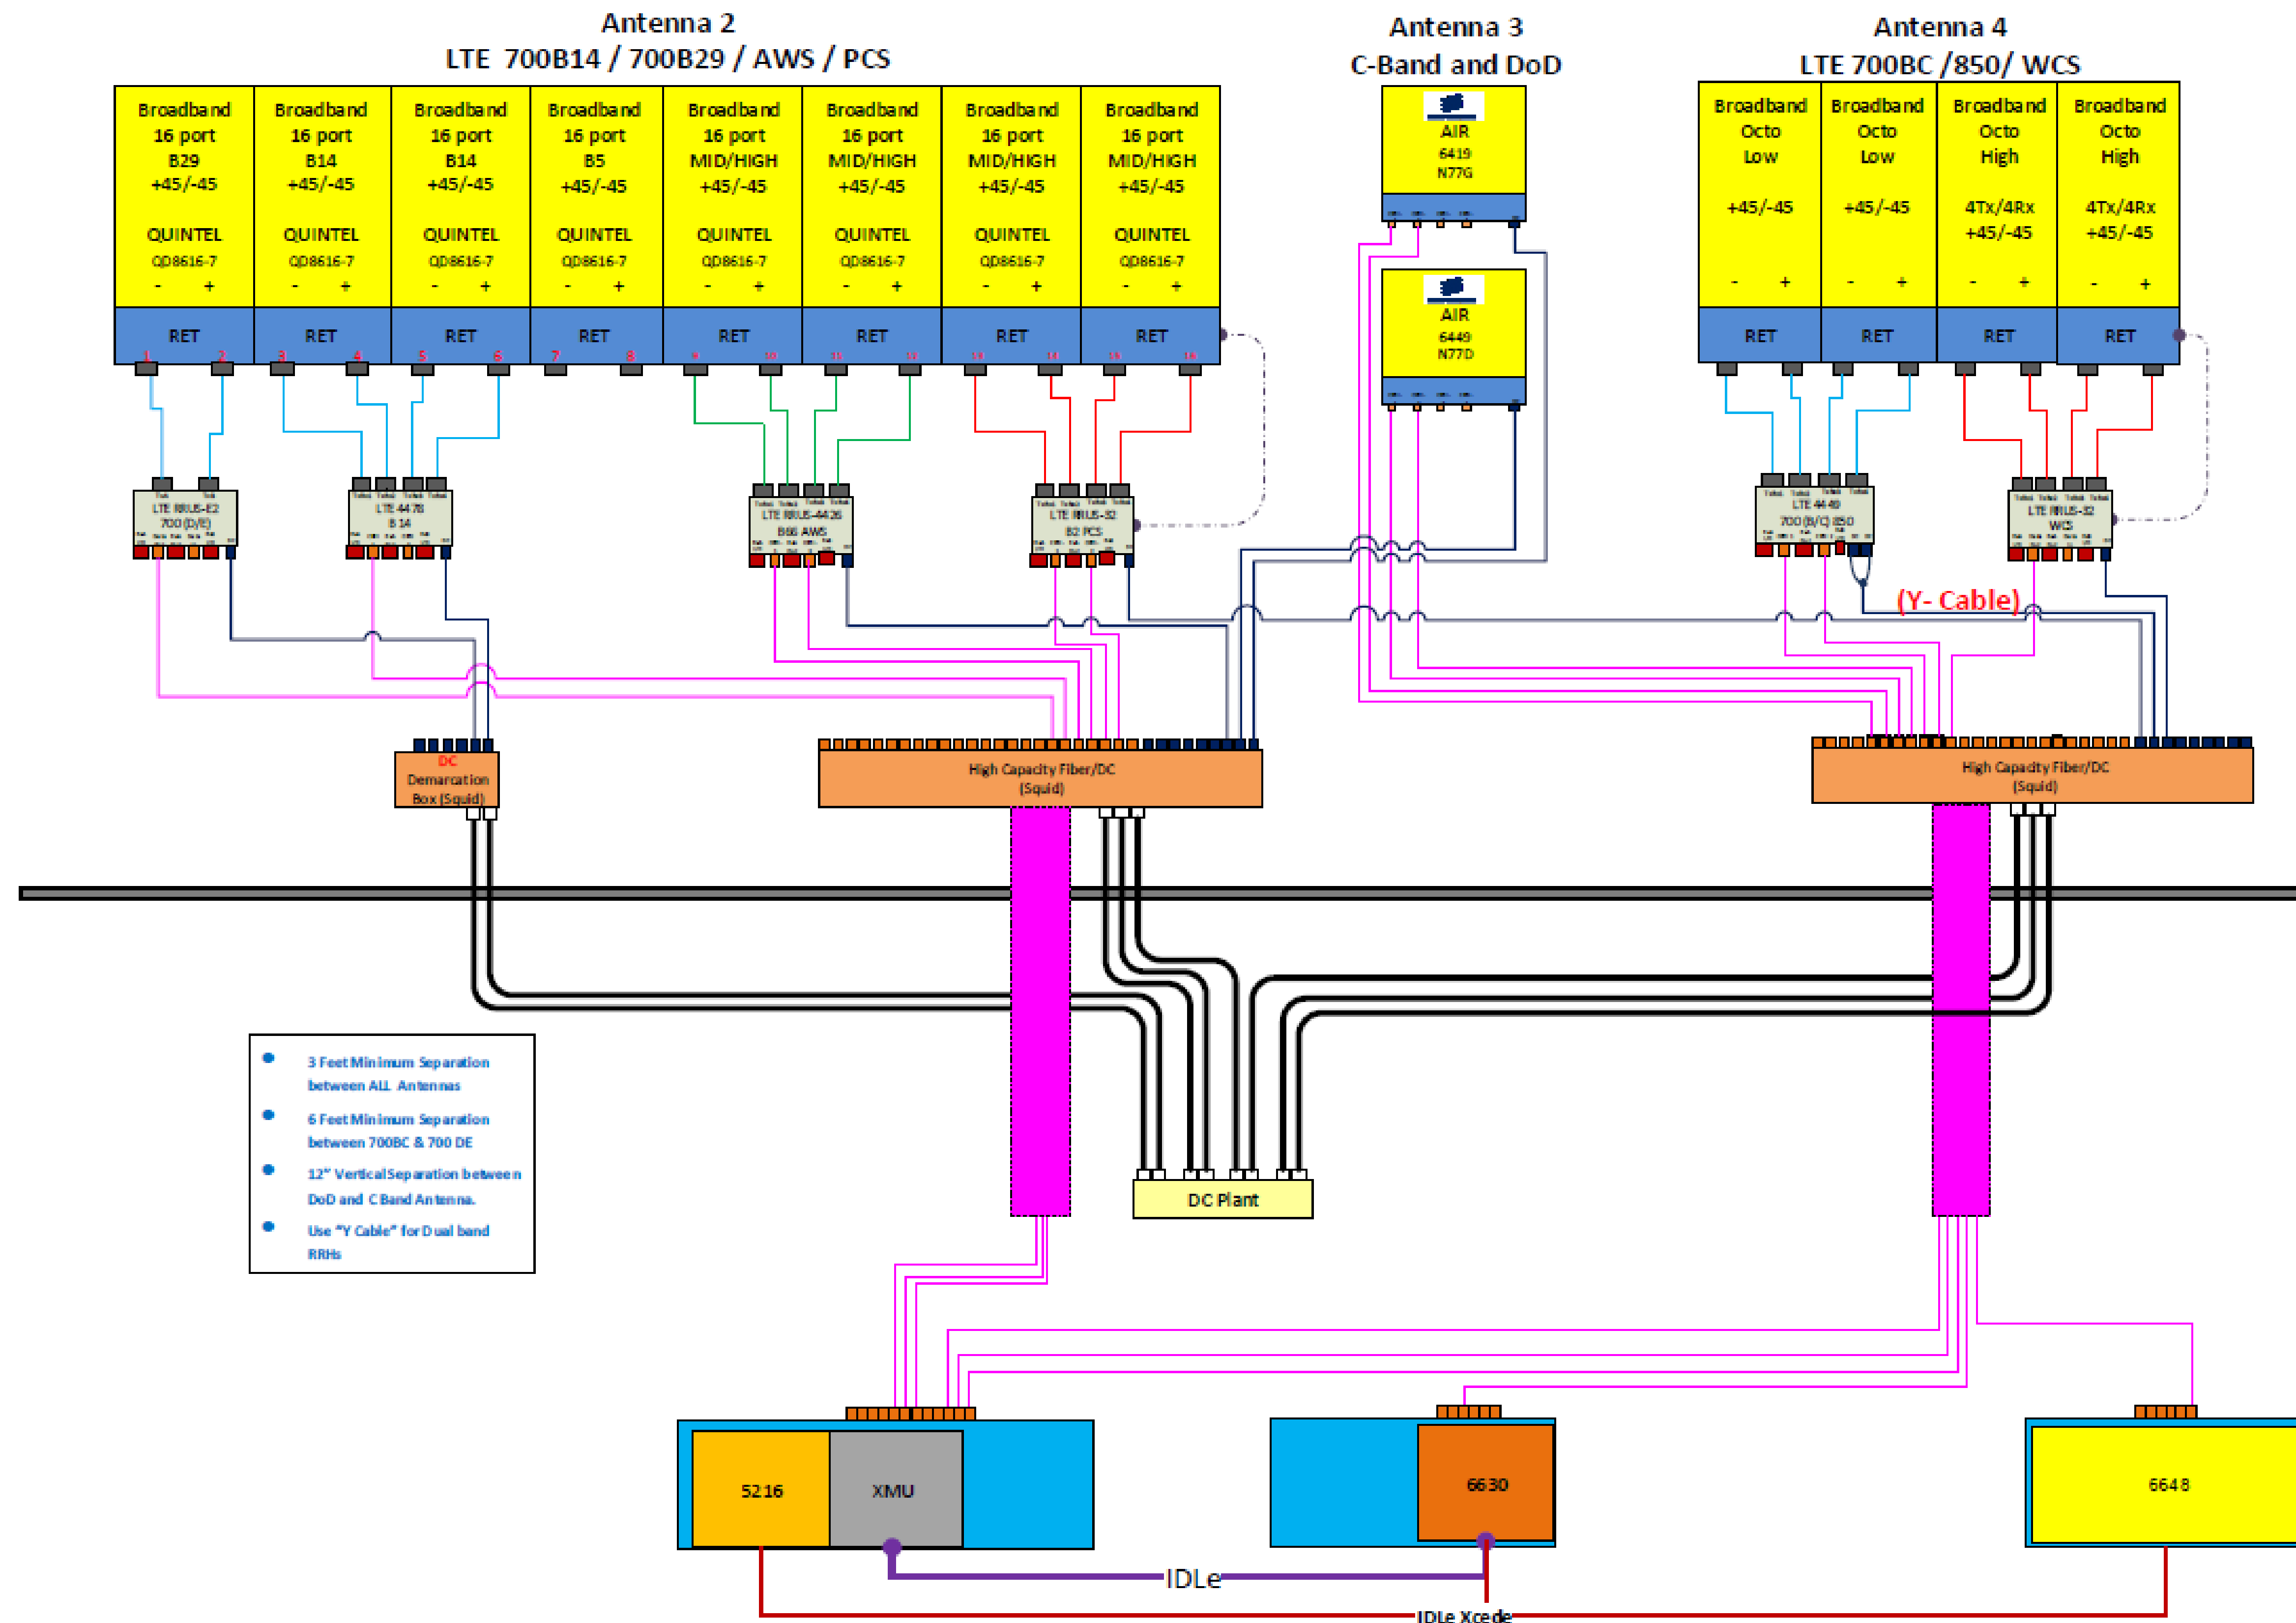 Antenna 2
LTE 700B14 / 700B29 / AWS / PCS
Antenna 3
C-Band and DoD
Antenna 4
LTE 700BC /850/ WCS
Broadband
16 port
B29
+45/-45
QUINTEL
QD8616-7
- +
Broadband
16 port
B14
+45/-45
QUINTEL
QD8616-7
- +
Broadband
16 port
B14
+45/-45
QUINTEL
QD8616-7
- +
Broadband
16 port
B5
+45/-45
QUINTEL
QD8616-7
- +
Broadband
16 port
MID/HIGH
+45/-45
QUINTEL
QD8616-7
- +
Broadband
16 port
MID/HIGH
+45/-45
QUINTEL
QD8616-7
- +
Broadband
16 port
MID/HIGH
+45/-45
QUINTEL
QD8616-7
- +
Broadband
16 port
MID/HIGH
+45/-45
QUINTEL
QD8616-7
- +
RET RET RET RET RET RET RET RET
1 2 3 4 5 6 7 8 9 10 11 12 13 14 15 16
AIR
6419
N77G
AIR
6449
N77D
Broadband
Octo
Low
+45/-45
- +
Broadband
Octo
Low
+45/-45
- +
Broadband
Octo
High
4Tx/4Rx
+45/-45
- +
Broadband
Octo
High
4Tx/4Rx
+45/-45
- +
RET RET RET RET
LTE RRUS-E2
700 (D/E)
LTE 4478
B14
LTE RRUS-4426
B66 AWS
LTE RRUS-32
B2 PCS
LTE 4449
700 (B/C) 850
LTE RRUS-32
WCS
(Y- Cable)
DC
Demarcation
Box (Squid)
High Capacity Fiber/DC
(Squid)
High Capacity Fiber/DC
(Squid)
3 Feet Minimum Separation
between ALL Antennas
6 Feet Minimum Separation
between 700BC & 700 DE
12” Vertical Separation between
DoD and C Band Antenna.
Use “Y Cable” for Dual band
RRHs
DC Plant
5216
XMU
6630
6648
IDLe
IDLe Xcede